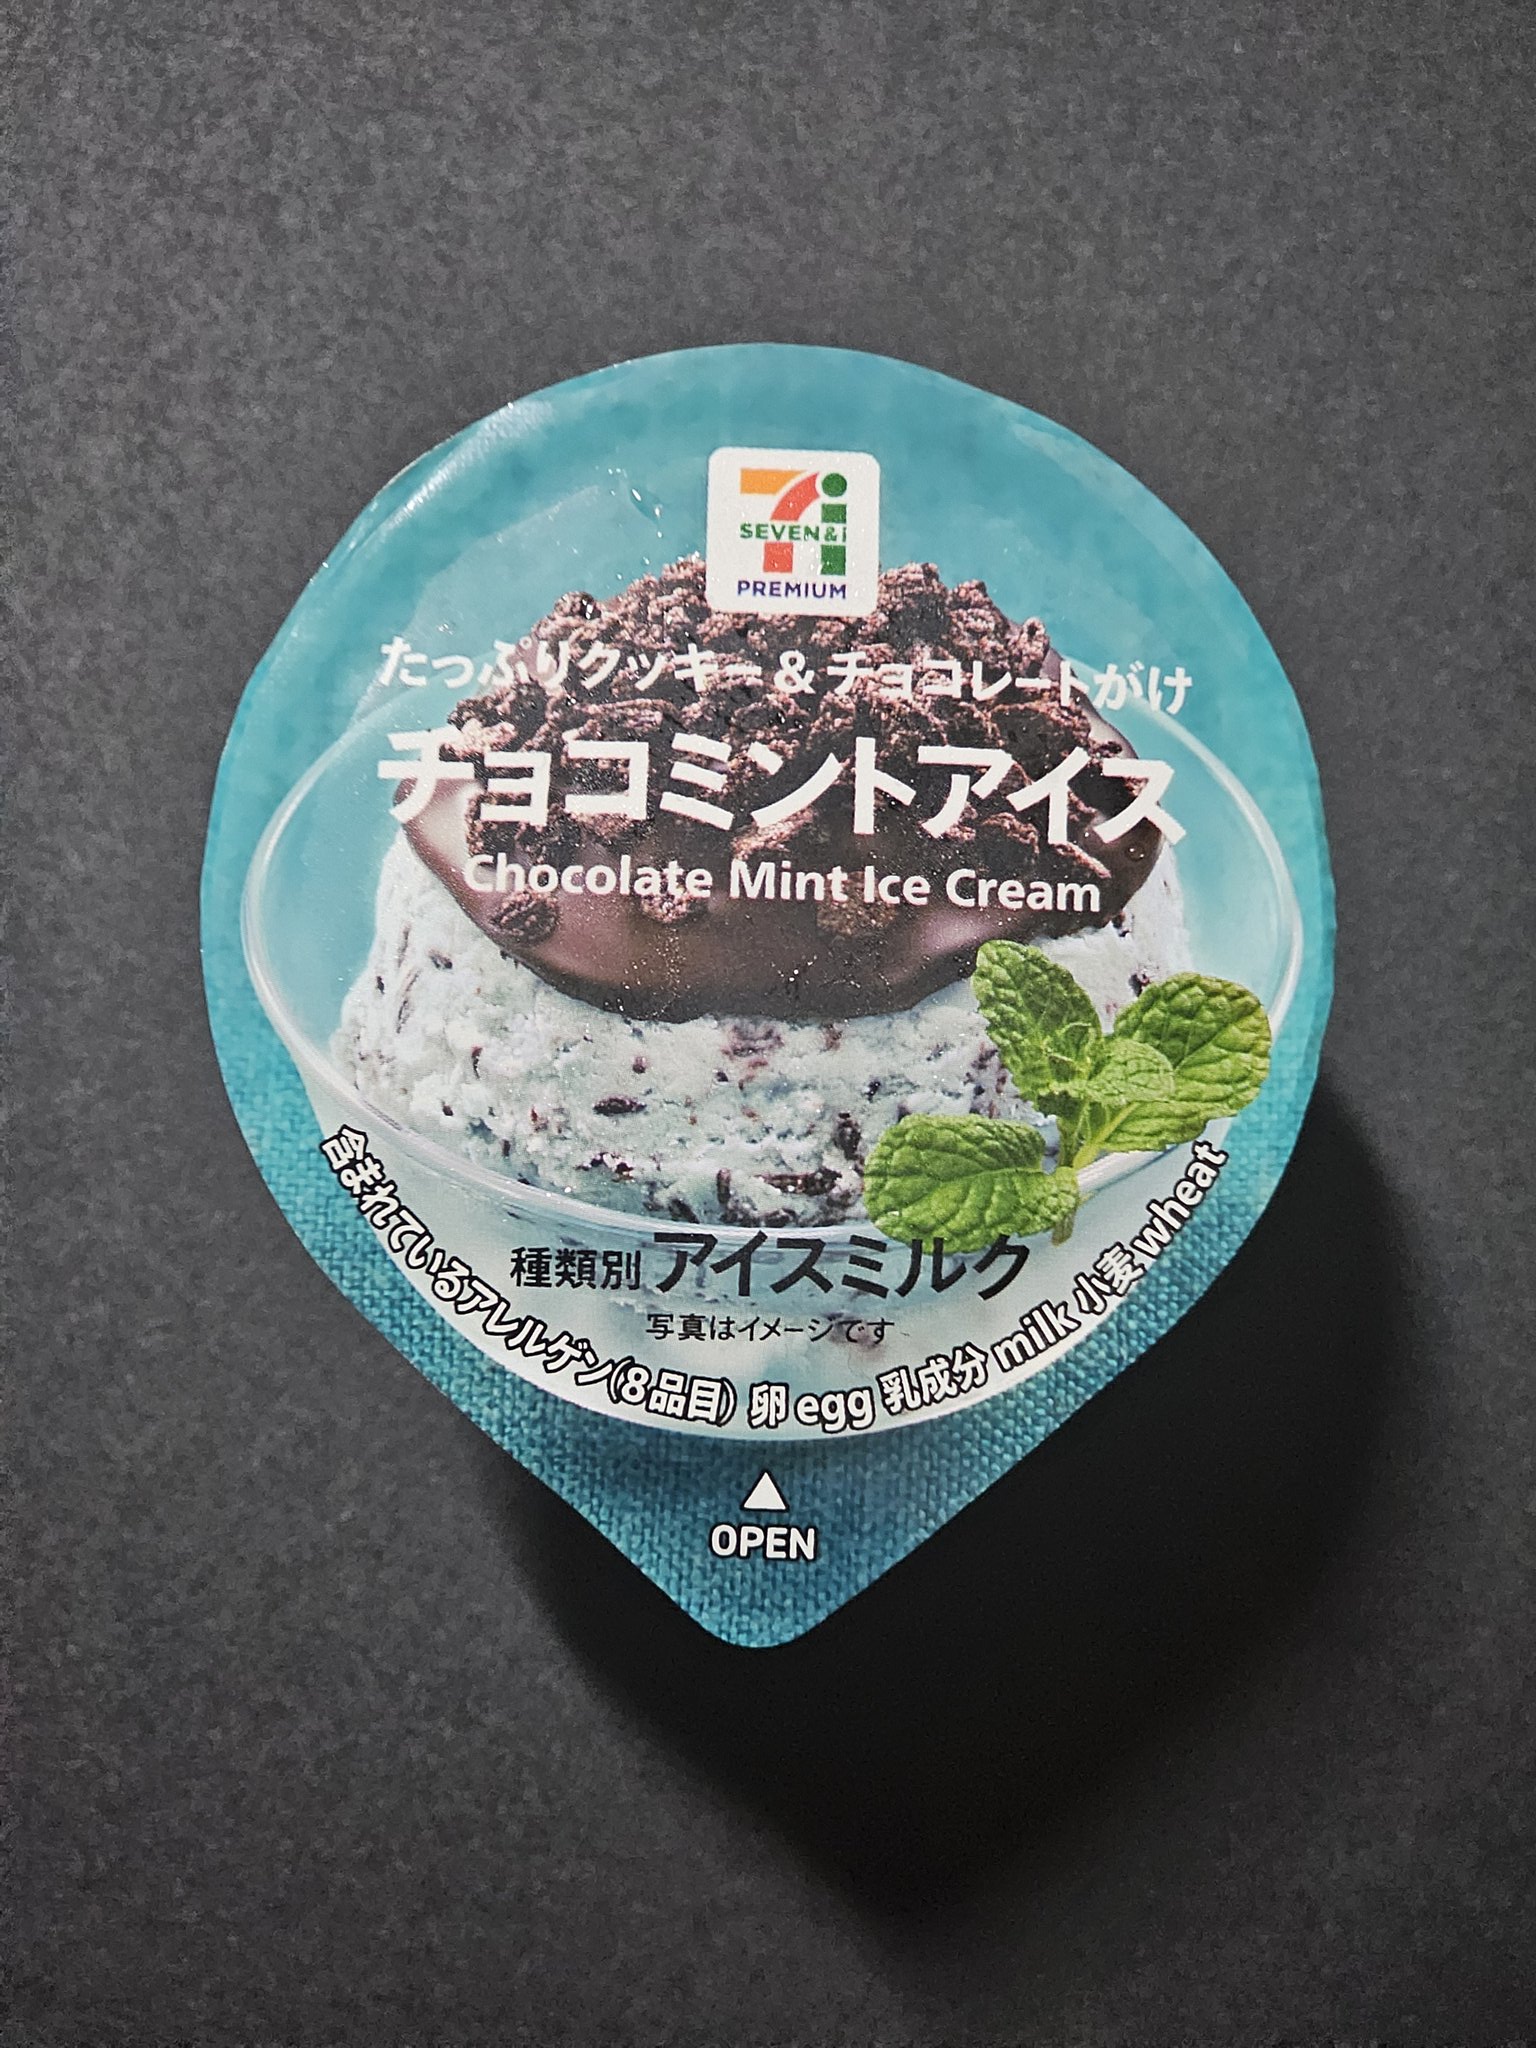 SEVEN&i
PREMIUM
たっぷりクッキー&チョコレートがけ
チョコミントアイス
Chocolate Mint Ice Cream
種類別 アイスミルク
写真はイメージです
含まれているアレルゲン(8品目) 卵 egg 乳成分 milk 小麦 wheat
OPEN